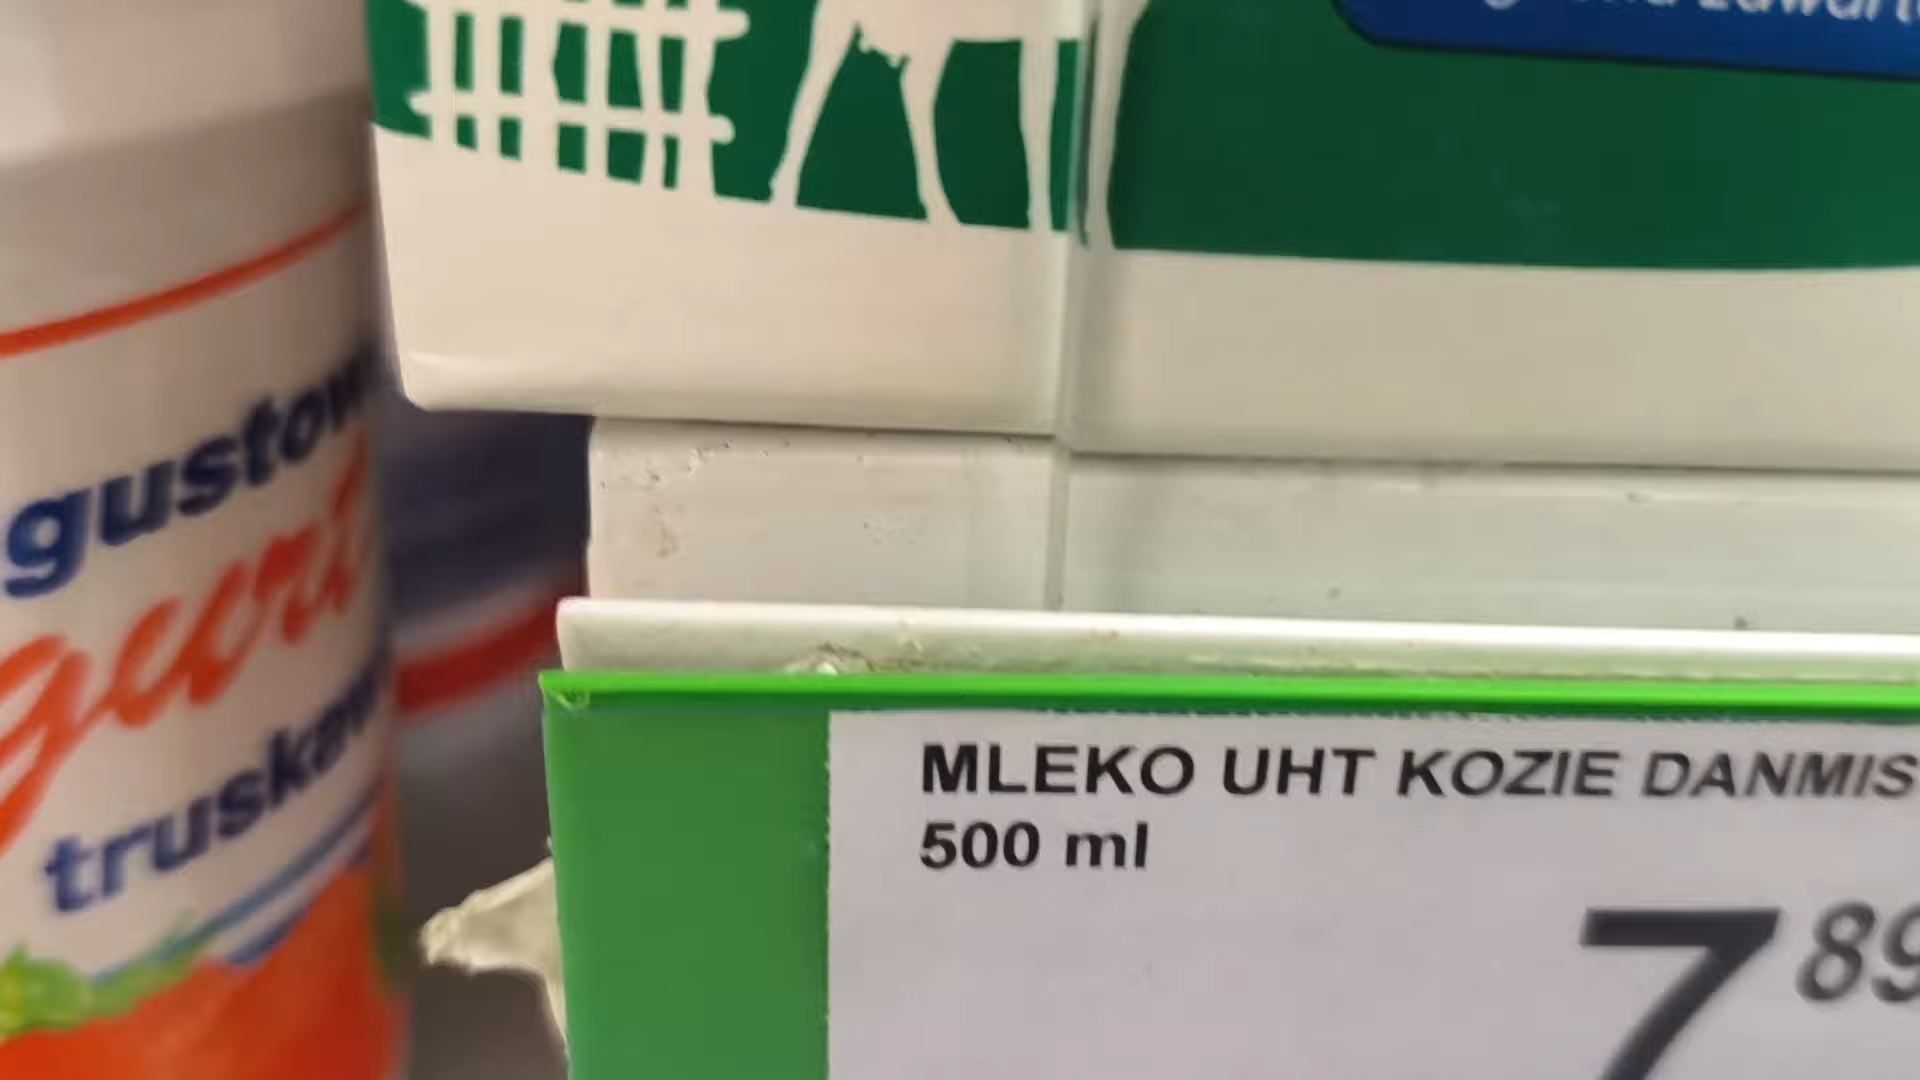 gustow
truskaw
MLEKO UHT KOZIE DANMIS
500 ml
7 89